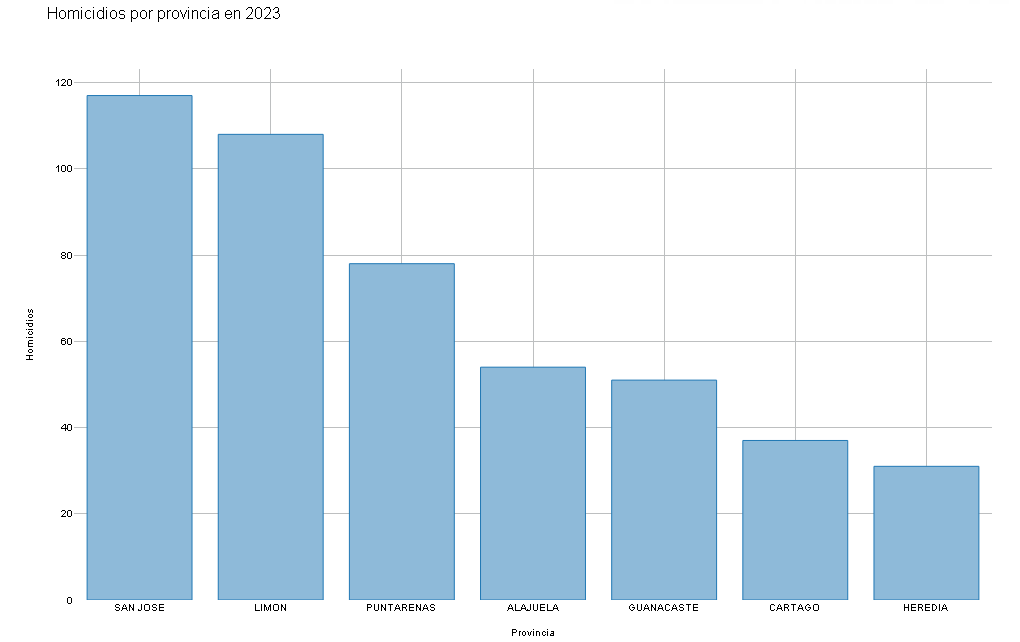 Homicidios por provincia en 2023
120
100
80
60
40
20
0
Homicidios
SAN JOSE
LIMON
PUNTARENAS
ALAJUELA
GUANACASTE
CARTAGO
HEREDIA
Provincia